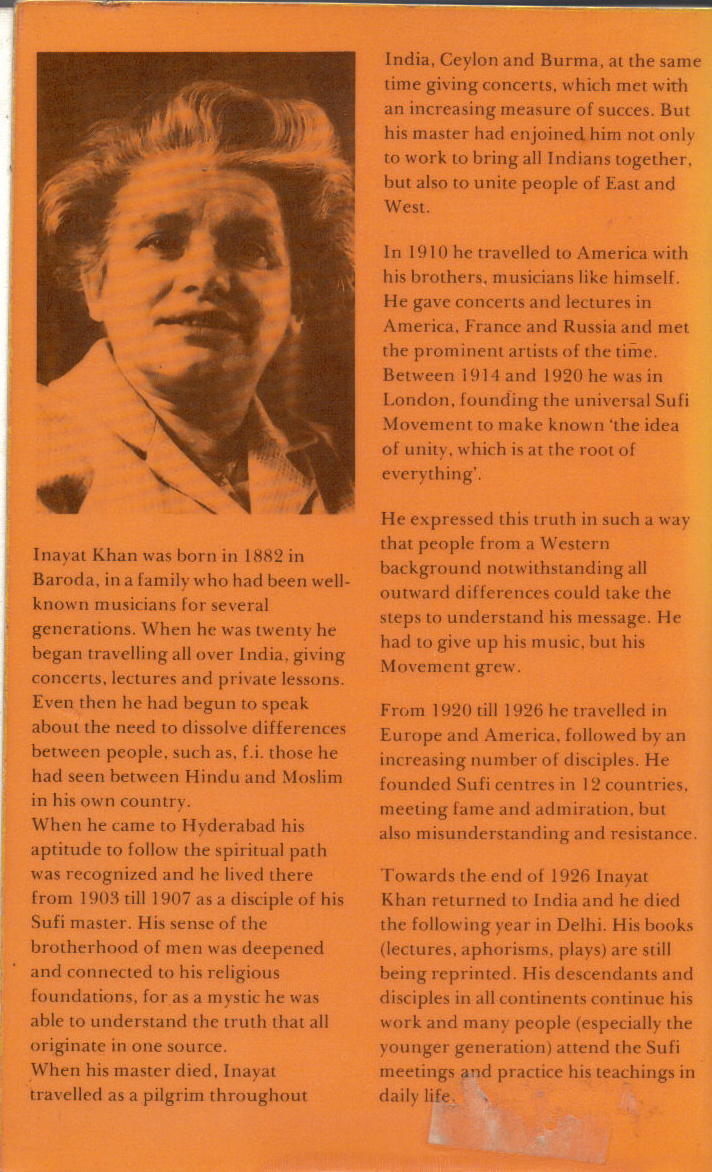 Inayat Khan was born in 1882 in
Baroda, in a family who had been well-
known musicians for several
generations. When he was twenty he
began travelling all over India, giving
concerts, lectures and private lessons.
Even then he had begun to speak
about the need to dissolve differences
between people, such as, f.i. those he
had seen between Hindu and Moslim
in his own country.
When he came to Hyderabad his
aptitude to follow the spiritual path
was recognized and he lived there
from 1903 till 1907 as a disciple of his
Sufi master. His sense of the
brotherhood of men was deepened
and connected to his religious
foundations, for as a mystic he was
able to understand the truth that all
originate in one source.
When his master died, Inayat
travelled as a pilgrim throughout
India, Ceylon and Burma, at the same
time giving concerts, which met with
an increasing measure of succes. But
his master had enjoined him not only
to work to bring all Indians together,
but also to unite people of East and
West.
In 1910 he travelled to America with
his brothers, musicians like himself.
He gave concerts and lectures in
America, France and Russia and met
the prominent artists of the time.
Between 1914 and 1920 he was in
London, founding the universal Sufi
Movement to make known 'the idea
of unity, which is at the root of
everything'.
He expressed this truth in such a way
that people from a Western
background notwithstanding all
outward differences could take the
steps to understand his message. He
had to give up his music, but his
Movement grew.
From 1920 till 1926 he travelled in
Europe and America, followed by an
increasing number of disciples. He
founded Sufi centres in 12 countries,
meeting fame and admiration, but
also misunderstanding and resistance.
Towards the end of 1926 Inayat
Khan returned to India and he died
the following year in Delhi. His books
(lectures, aphorisms, plays) are still
being reprinted. His descendants and
disciples in all continents continue his
work and many people (especially the
younger generation) attend the Sufi
meetings and practice his teachings in
daily life.